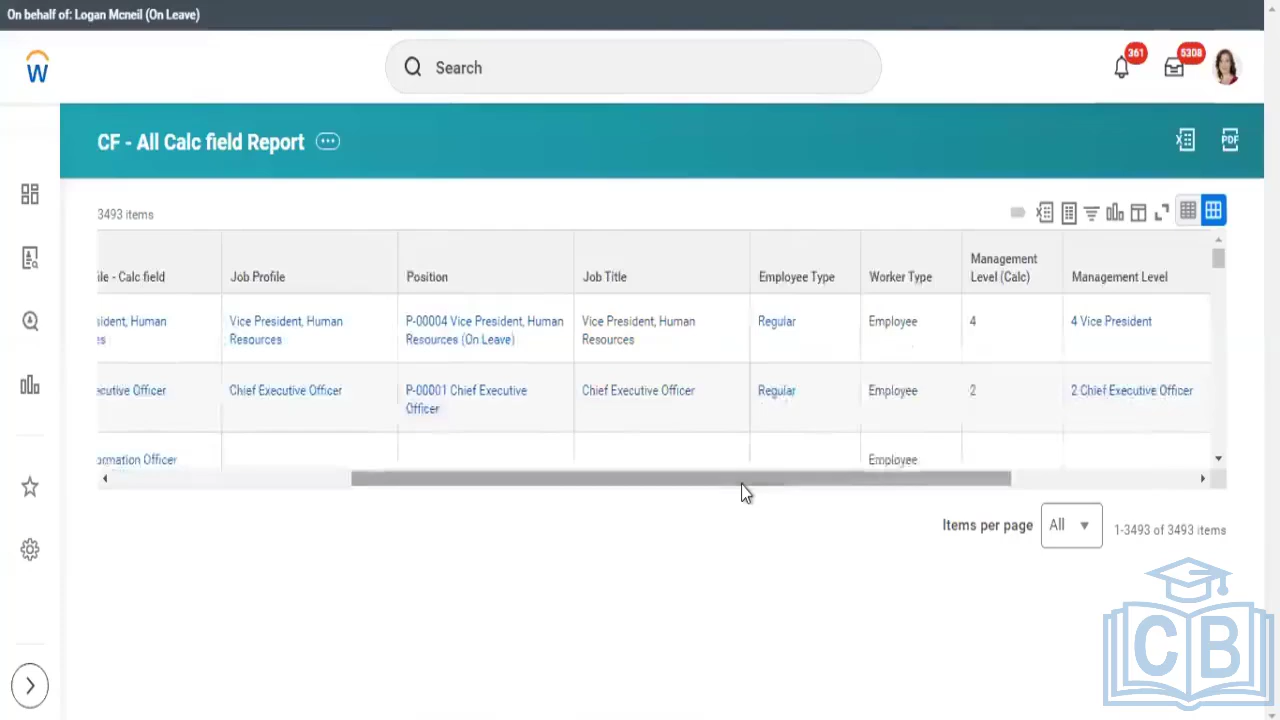 On behalf of: Logan Mcneil (On Leave)
W
Search
361
5308
CF - All Calc field Report
PDF
3493 items
ile - Calc field
Job Profile
Position
Job Title
Employee Type
Worker Type
Management
Level (Calc)
Management Level
sident, Human
es
Vice President, Human
Resources
P-00004 Vice President, Human
Resources (On Leave)
Vice President, Human
Resources
Regular
Employee
4
4 Vice President
ecutive Officer
Chief Executive Officer
P-00001 Chief Executive
Officer
Chief Executive Officer
Regular
Employee
2
2 Chief Executive Officer
ormation Officer
Employee
Items per page
All
1-3493 of 3493 items
CB